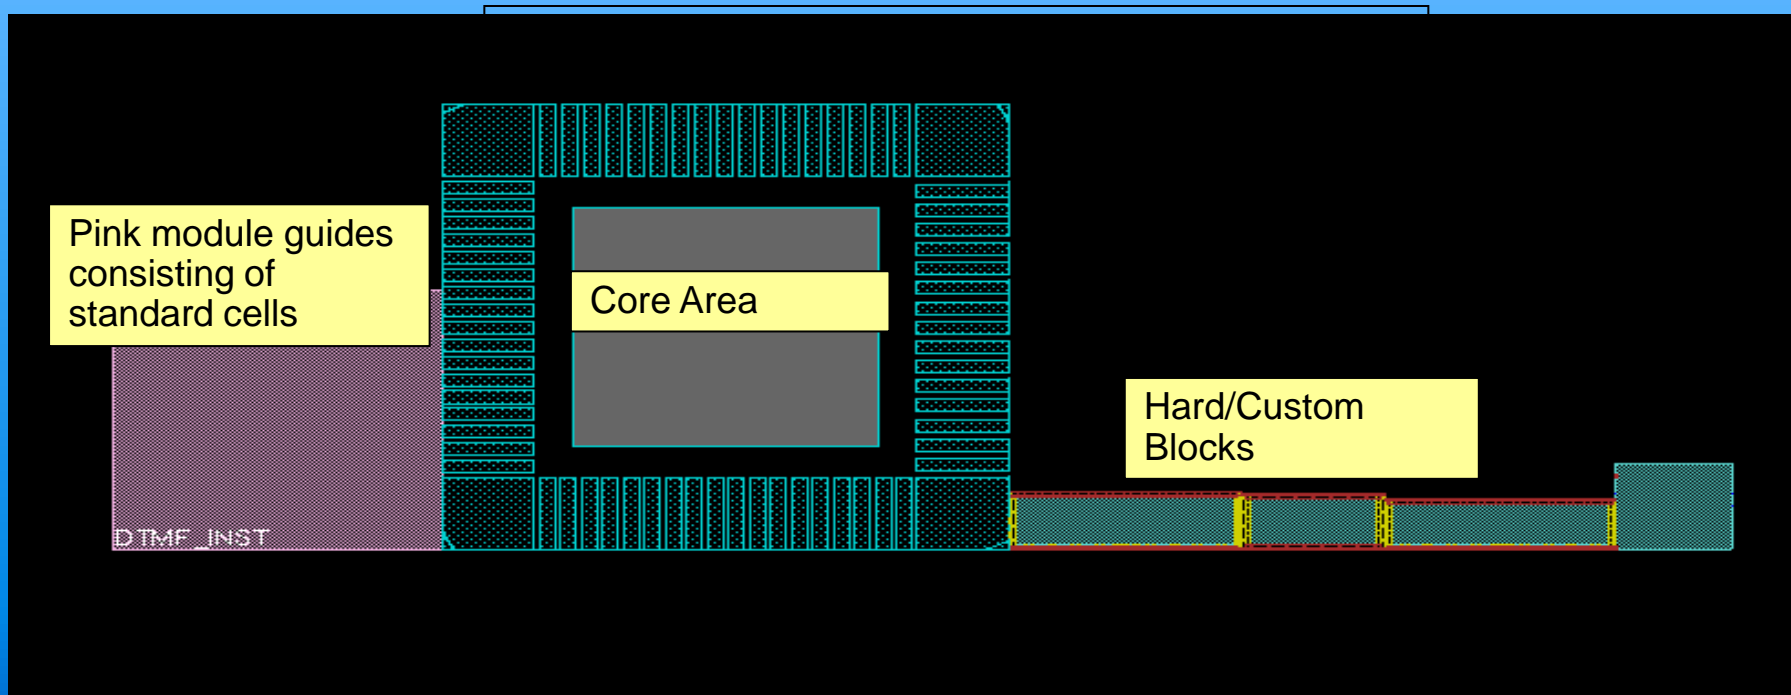 Pink module guides
consisting of
standard cells
Core Area
Hard/Custom
Blocks
DTMF_INST